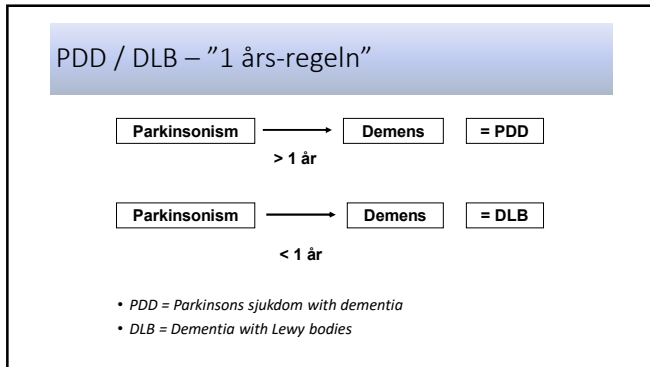 PDD / DLB – ”1 års-regeln”
Parkinsonism Demens = PDD
> 1 år
Parkinsonism Demens = DLB
< 1 år
• PDD = Parkinsons sjukdom with dementia
• DLB = Dementia with Lewy bodies